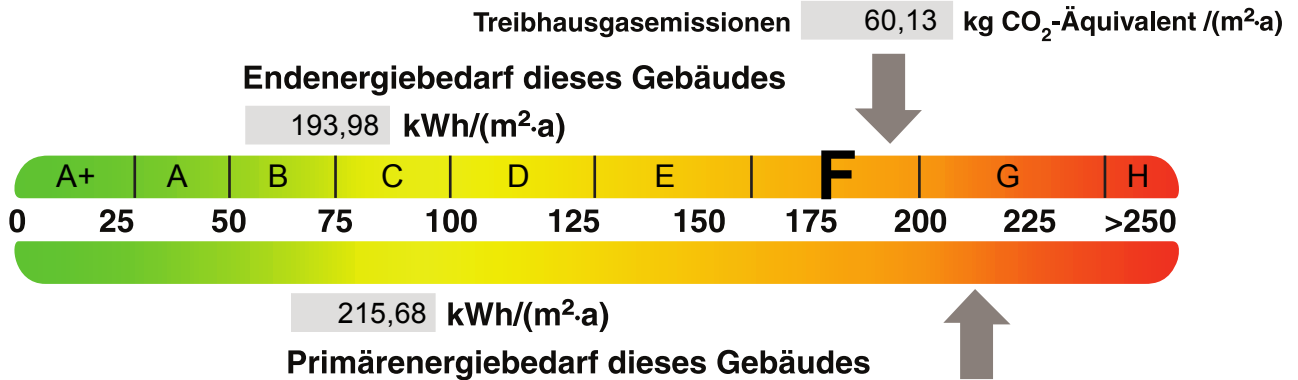 Treibhausgasemissionen 60,13 kg CO₂-Äquivalent /(m²·a)
Endenergiebedarf dieses Gebäudes
193,98 kWh/(m²·a)
A+ A B C D E F G H
0 25 50 75 100 125 150 175 200 225 >250
215,68 kWh/(m²·a)
Primärenergiebedarf dieses Gebäudes